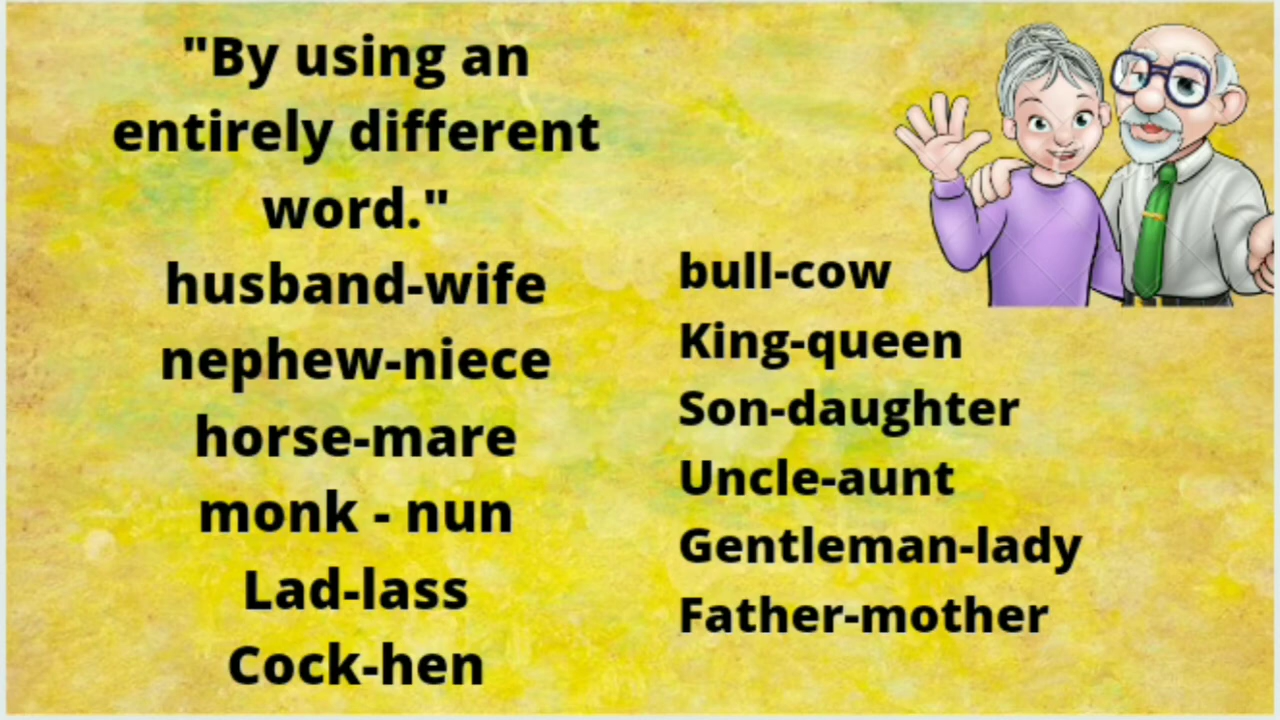 "By using an
entirely different
word."
husband-wife
nephew-niece
horse-mare
monk - nun
Lad-lass
Cock-hen
bull-cow
King-queen
Son-daughter
Uncle-aunt
Gentleman-lady
Father-mother